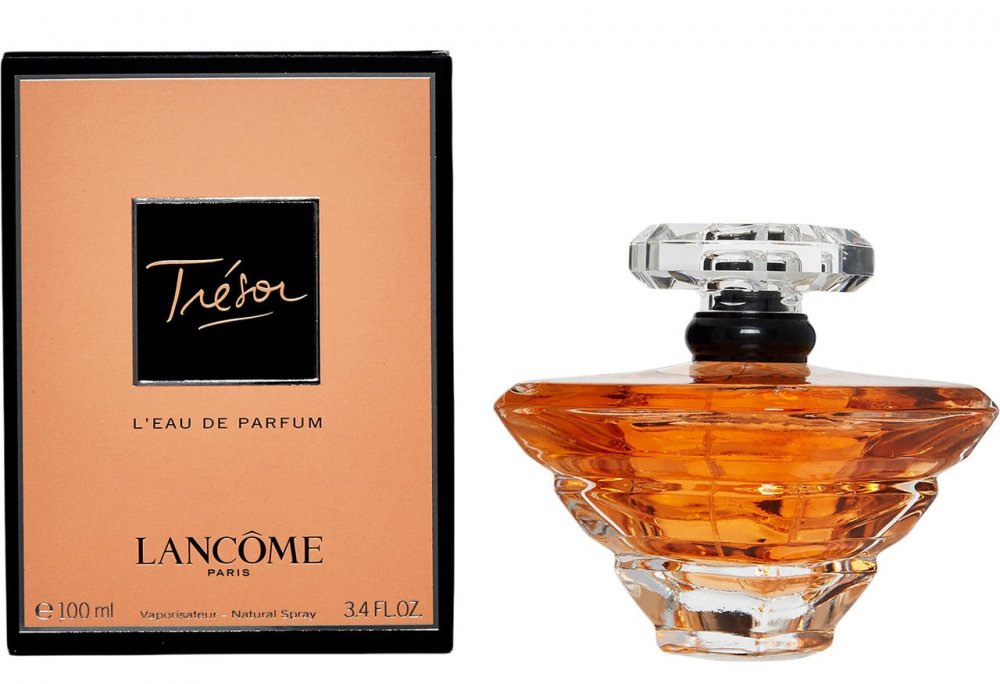 Trésor
L'EAU DE PARFUM
LANCÔME
PARIS
℮ 100 ml Vaporisateur - Natural Spray 3.4 FL.OZ.